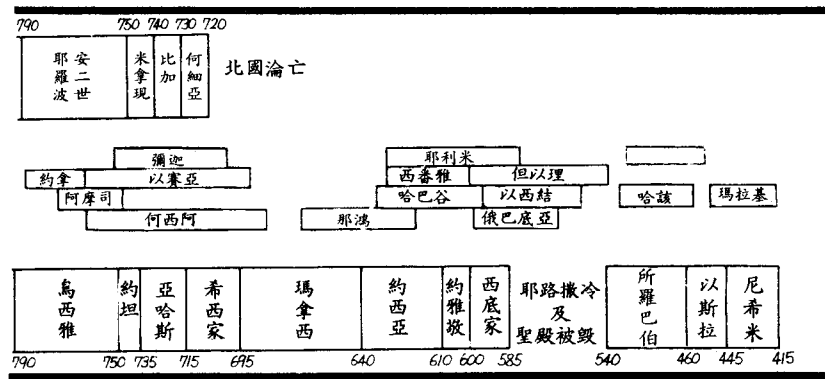 790 750 740 730 720
耶羅波安二世 米拿現 比加 何細亞 北國淪亡
彌迦 耶利米
約拿 以賽亞 西番雅 但以理
阿摩司 哈巴谷 以西結 哈該 瑪拉基
何西阿 那鴻 俄巴底亞
烏西雅 約坦 亞哈斯 希西家 瑪拿西 約西亞 約雅敬 西底家 耶路撒冷及聖殿被毀 所羅巴伯 以斯拉 尼希米
790 750 735 715 695 640 610 600 585 540 460 445 415